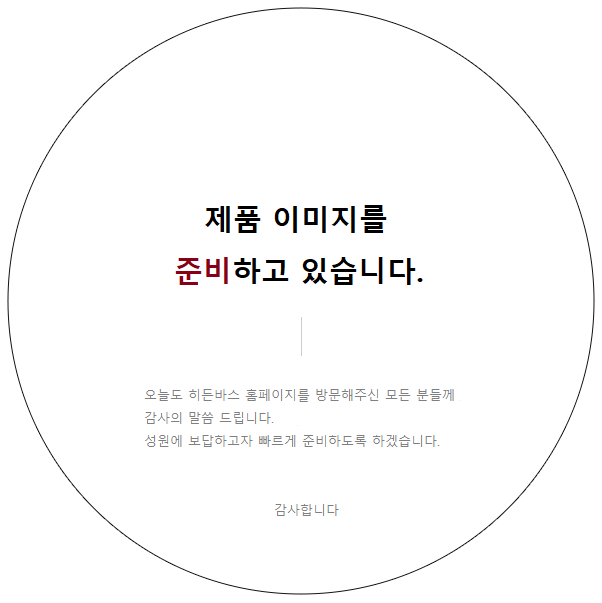 제품 이미지를
준비하고 있습니다.
오늘도 히든바스 홈페이지를 방문해주신 모든 분들께
감사의 말씀 드립니다.
성원에 보답하고자 빠르게 준비하도록 하겠습니다.
감사합니다